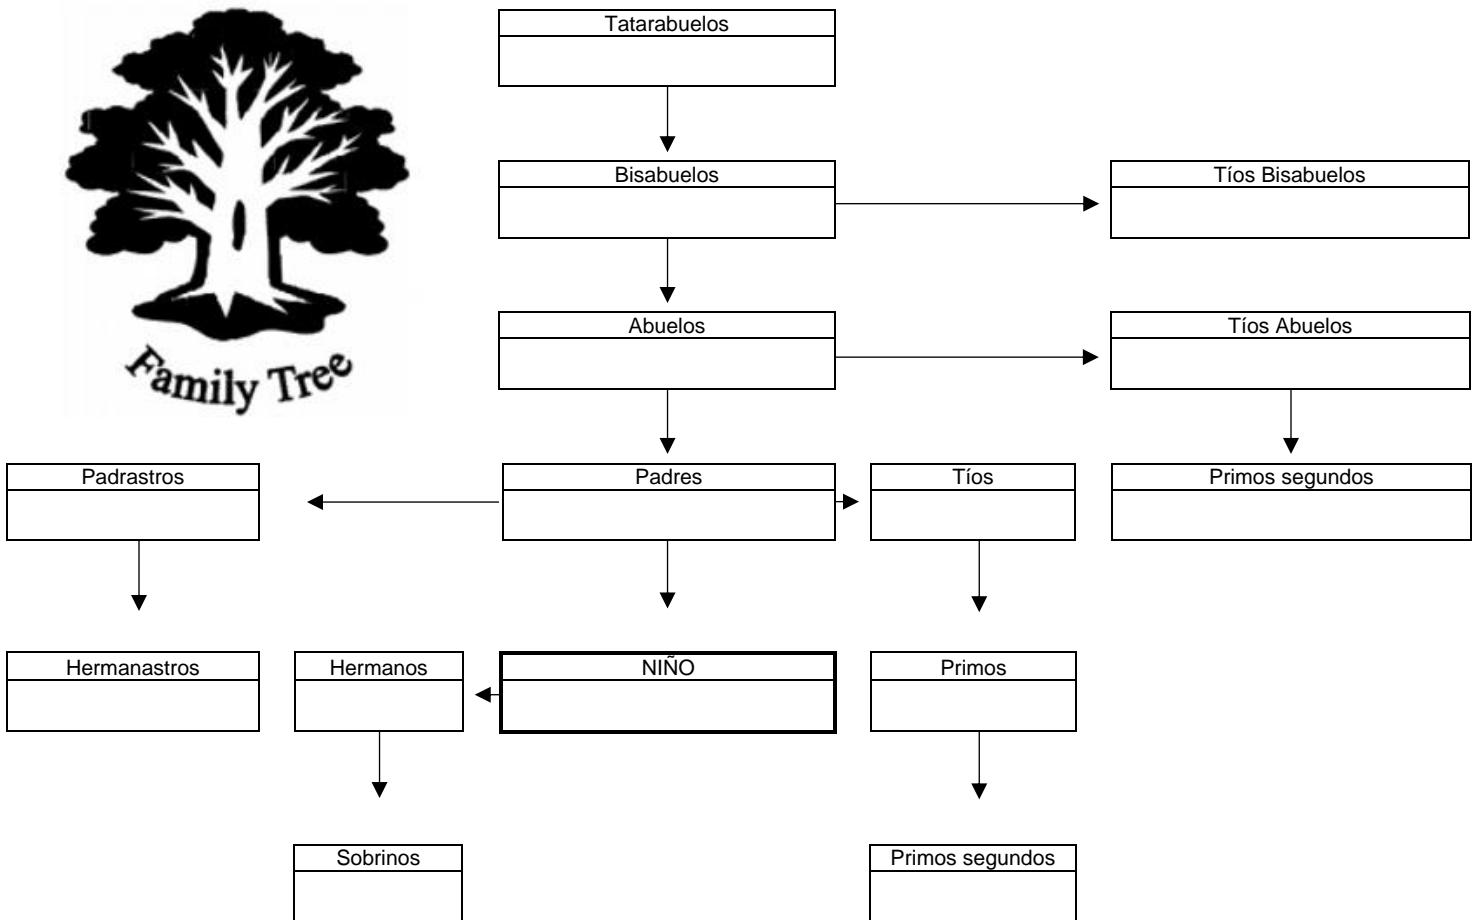 Tatarabuelos
Bisabuelos
Tíos Bisabuelos
Abuelos
Tíos Abuelos
Family Tree
Padrastros
Padres
Tíos
Primos segundos
Hermanastros
Hermanos
NIÑO
Primos
Sobrinos
Primos segundos